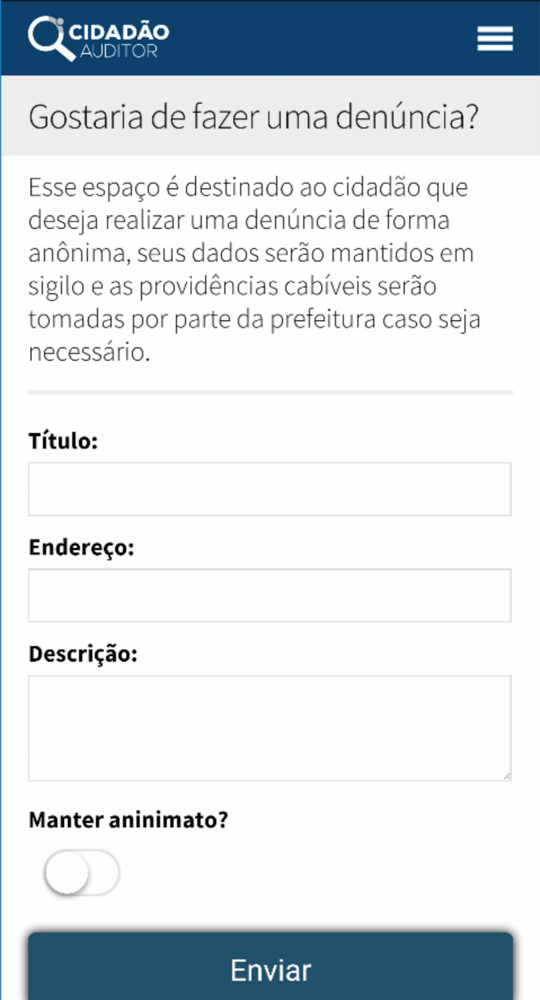 CIDADÃO
AUDITOR
Gostaria de fazer uma denúncia?
Esse espaço é destinado ao cidadão que
deseja realizar uma denúncia de forma
anônima, seus dados serão mantidos em
sigilo e as providências cabíveis serão
tomadas por parte da prefeitura caso seja
necessário.
Título:
Endereço:
Descrição:
Manter aninimato?
Enviar